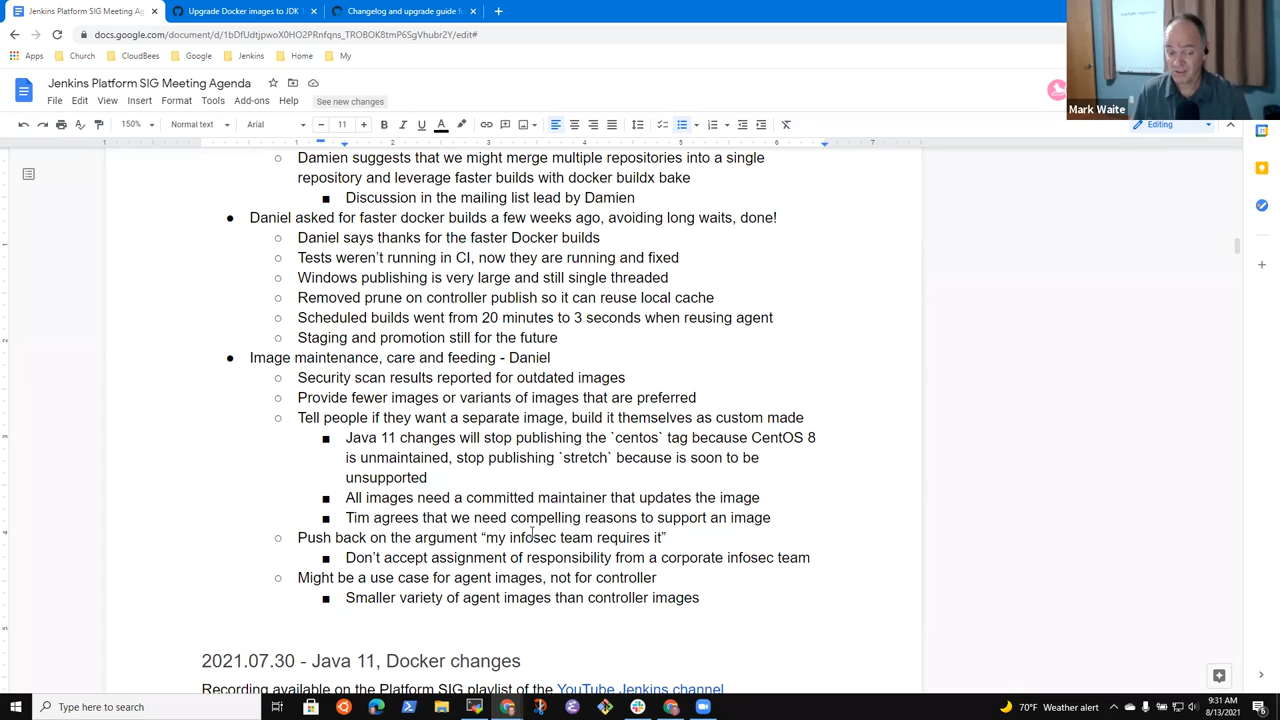 Jenkins Platform SIG Meeting Ag
Upgrade Docker images to JDK
Changelog and upgrade guide f
docs.google.com/document/d/1bDfUdtjpwoX0HO2PRnfqns_TROBOK8tmP6SgVhubr2Y/edit#
Apps Church CloudBees Google Jenkins Home My
Mark Waite
Jenkins Platform SIG Meeting Agenda
File Edit View Insert Format Tools Add-ons Help See new changes
150% Normal text Arial 11 Editing
1 1 2 3 4 5 6 7
Damien suggests that we might merge multiple repositories into a single
repository and leverage faster builds with docker buildx bake
Discussion in the mailing list lead by Damien
Daniel asked for faster docker builds a few weeks ago, avoiding long waits, done!
Daniel says thanks for the faster Docker builds
Tests weren't running in CI, now they are running and fixed
Windows publishing is very large and still single threaded
Removed prune on controller publish so it can reuse local cache
Scheduled builds went from 20 minutes to 3 seconds when reusing agent
Staging and promotion still for the future
Image maintenance, care and feeding - Daniel
Security scan results reported for outdated images
Provide fewer images or variants of images that are preferred
Tell people if they want a separate image, build it themselves as custom made
Java 11 changes will stop publishing the `centos` tag because CentOS 8
is unmaintained, stop publishing `stretch` because is soon to be
unsupported
All images need a committed maintainer that updates the image
Tim agrees that we need compelling reasons to support an image
Push back on the argument “my infosec team requires it”
Don't accept assignment of responsibility from a corporate infosec team
Might be a use case for agent images, not for controller
Smaller variety of agent images than controller images
2021.07.30 - Java 11, Docker changes
Recording available on the Platform SIG playlist of the YouTube Jenkins channel
Type here to search
70°F Weather alert
9:31 AM
8/13/2021